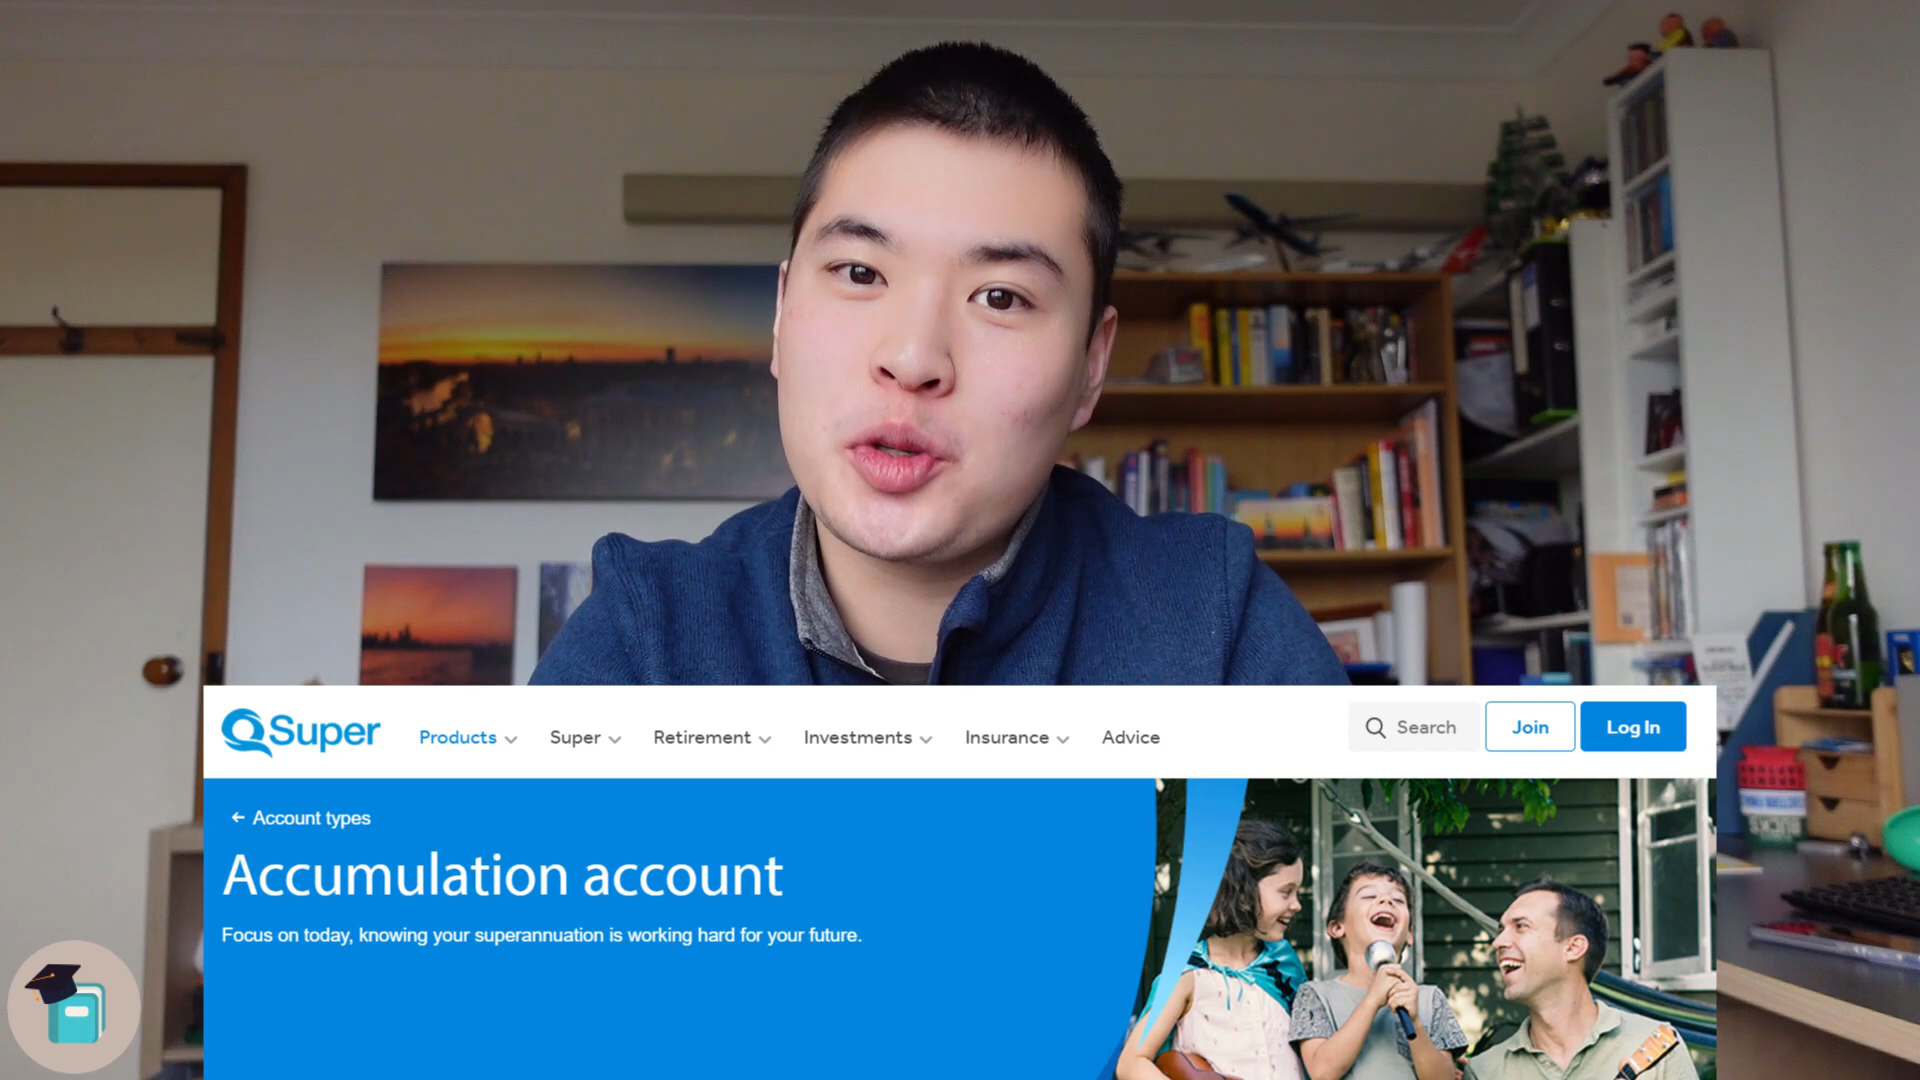 QSuper
Products Super Retirement Investments Insurance Advice
Search Join Log In
← Account types
Accumulation account
Focus on today, knowing your superannuation is working hard for your future.